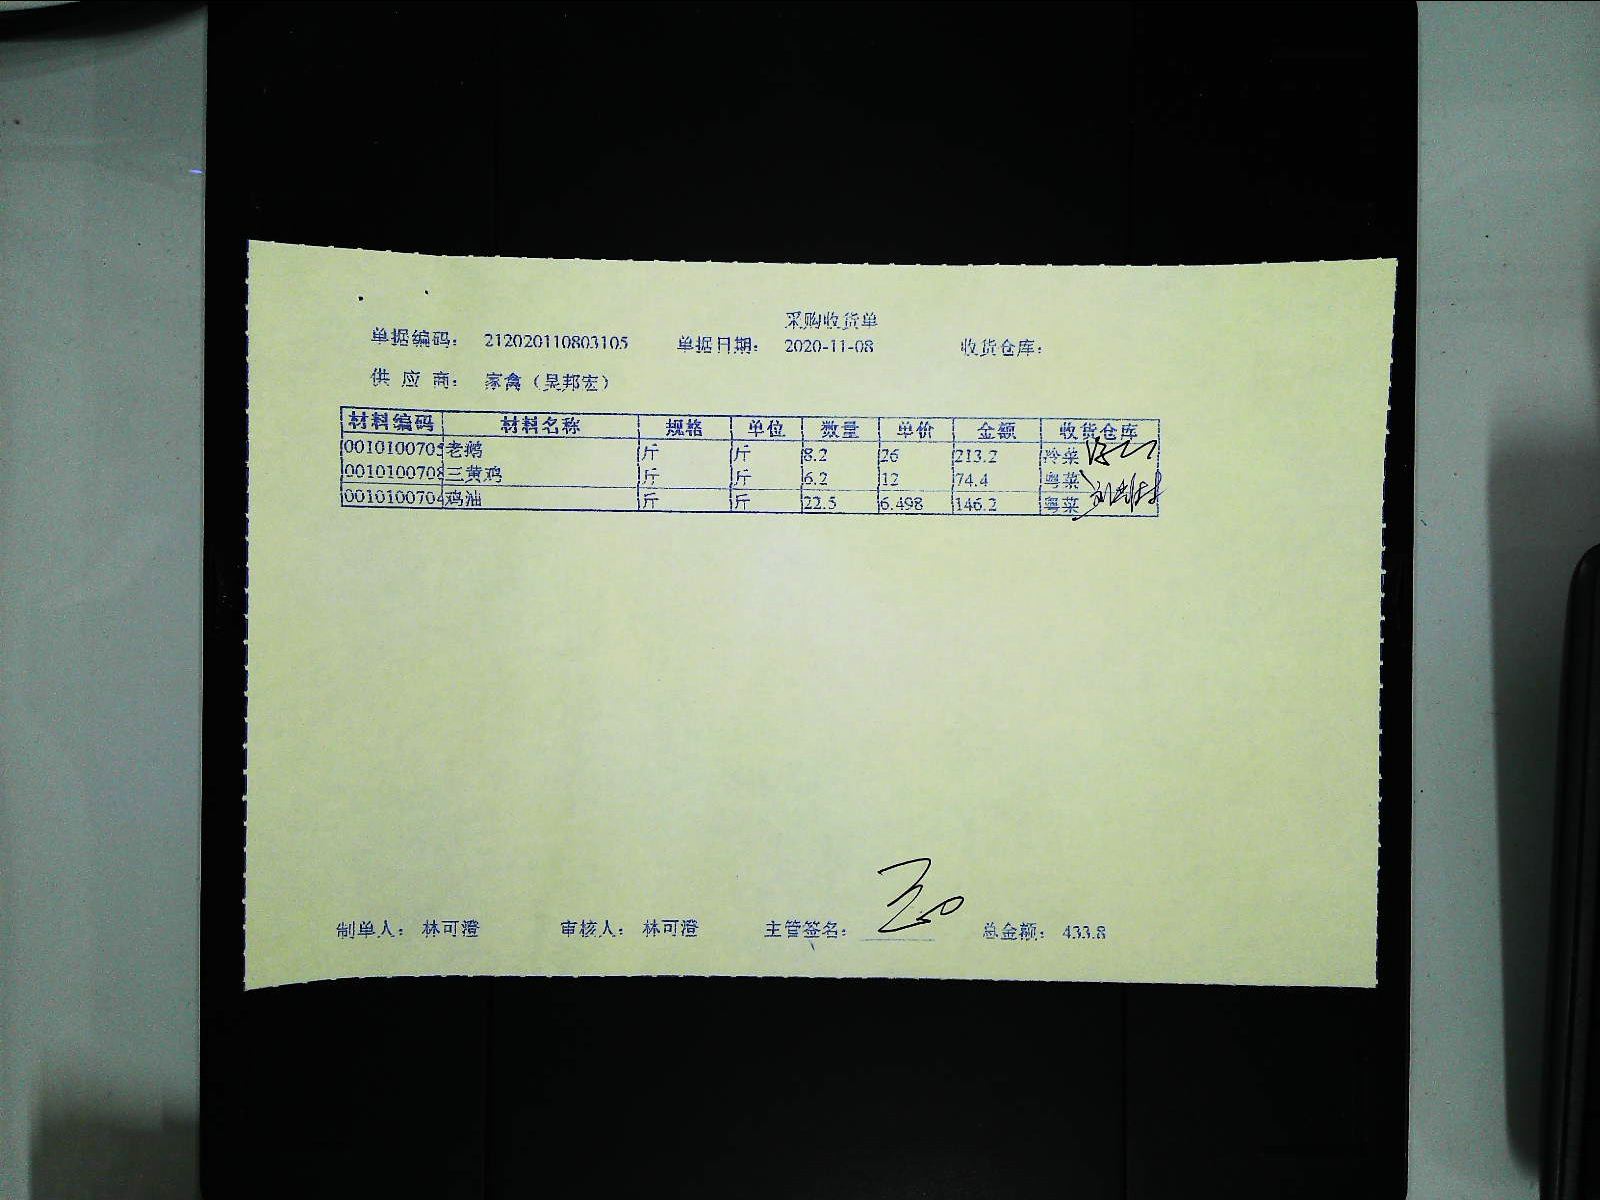 采购收货单
单据编码： 212020110803105 单据日期： 2020-11-08 收货仓库：
供 应 商： 家禽（吴邦宏）
材料编码 材料名称 规格 单位 数量 单价 金额 收货仓库
0010100705 老鹅 斤 斤 8.2 26 213.2 冷菜
0010100708 三黄鸡 斤 斤 6.2 12 74.4 粤菜
0010100704 鸡油 斤 斤 22.5 6.498 146.2 粤菜
制单人： 林可澄 审核人： 林可澄 主管签名： 总金额： 433.8